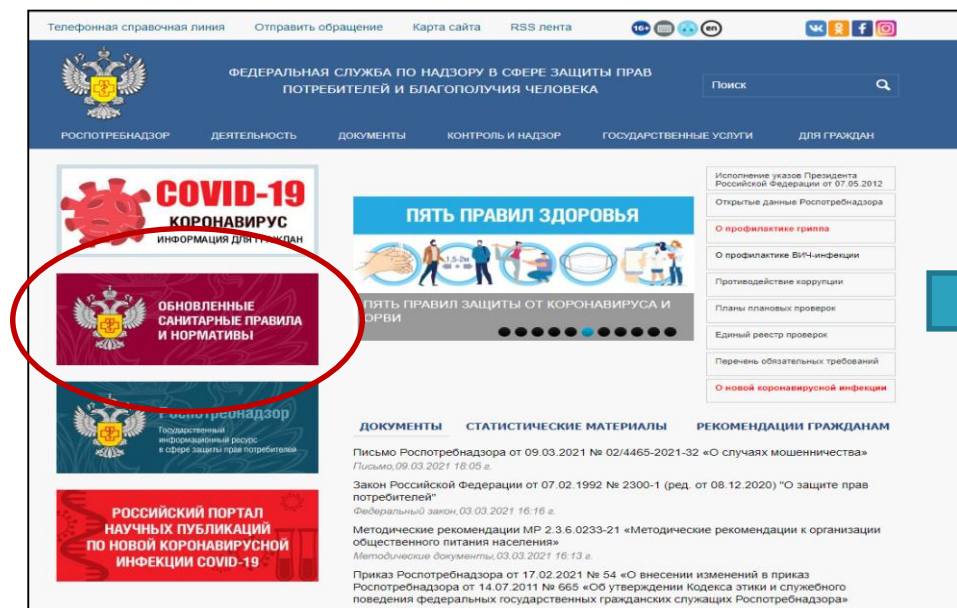 Телефонная справочная линия Отправить обращение Карта сайта RSS лента 16+ en
ФЕДЕРАЛЬНАЯ СЛУЖБА ПО НАДЗОРУ В СФЕРЕ ЗАЩИТЫ ПРАВ
ПОТРЕБИТЕЛЕЙ И БЛАГОПОЛУЧИЯ ЧЕЛОВЕКА
Поиск
РОСПОТРЕБНАДЗОР ДЕЯТЕЛЬНОСТЬ ДОКУМЕНТЫ КОНТРОЛЬ И НАДЗОР ГОСУДАРСТВЕННЫЕ УСЛУГИ ДЛЯ ГРАЖДАН
COVID-19
КОРОНАВИРУС
ИНФОРМАЦИЯ ДЛЯ ГРАЖДАН
ОБНОВЛЕННЫЕ
САНИТАРНЫЕ ПРАВИЛА
И НОРМАТИВЫ
Роспотребнадзор
Государственный
информационный ресурс
в сфере защиты прав потребителей
РОССИЙСКИЙ ПОРТАЛ
НАУЧНЫХ ПУБЛИКАЦИЙ
ПО НОВОЙ КОРОНАВИРУСНОЙ
ИНФЕКЦИИ COVID-19
ПЯТЬ ПРАВИЛ ЗДОРОВЬЯ
1,5-2м
ПЯТЬ ПРАВИЛ ЗАЩИТЫ ОТ КОРОНАВИРУСА И
ОРВИ
Исполнение указов Президента
Российской Федерации от 07.05.2012
Открытые данные Роспотребнадзора
О профилактике гриппа
О профилактике ВИЧ-инфекции
Противодействие коррупции
Планы плановых проверок
Единый реестр проверок
Перечень обязательных требований
О новой коронавирусной инфекции
ДОКУМЕНТЫ СТАТИСТИЧЕСКИЕ МАТЕРИАЛЫ РЕКОМЕНДАЦИИ ГРАЖДАНАМ
Письмо Роспотребнадзора от 09.03.2021 № 02/4465-2021-32 «О случаях мошенничества»
Письмо,09.03.2021 18:05 г.
Закон Российской Федерации от 07.02.1992 № 2300-1 (ред. от 08.12.2020) "О защите прав
потребителей"
Федеральный закон,03.03.2021 16:16 г.
Методические рекомендации МР 2.3.6.0233-21 «Методические рекомендации к организации
общественного питания населения»
Методические документы,03.03.2021 16:13 г.
Приказ Роспотребнадзора от 17.02.2021 № 54 «О внесении изменений в приказ
Роспотребнадзора от 14.07.2011 № 665 «Об утверждении Кодекса этики и служебного
поведения федеральных государственных гражданских служащих Роспотребнадзора»